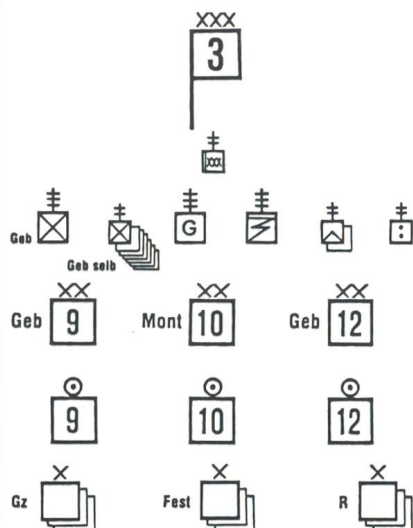 XXX
3
XXX
Geb
G
Geb selb
XX XX XX
Geb 9 Mont 10 Geb 12
9 10 12
X X X
Gz Fest R